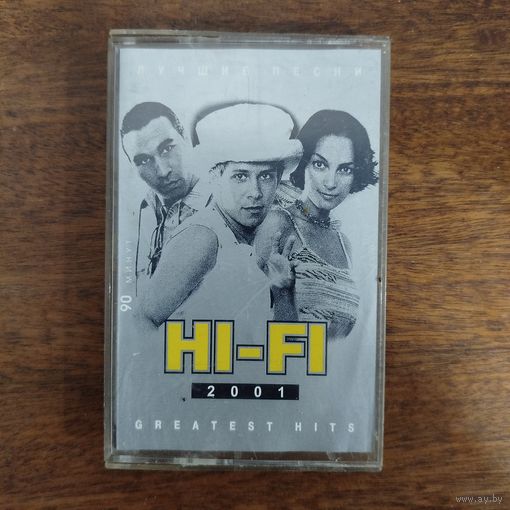 ЛУЧШИЕ ПЕСНИ
90 МИНУТ
HI-FI
2001
GREATEST HITS
www.ay.by